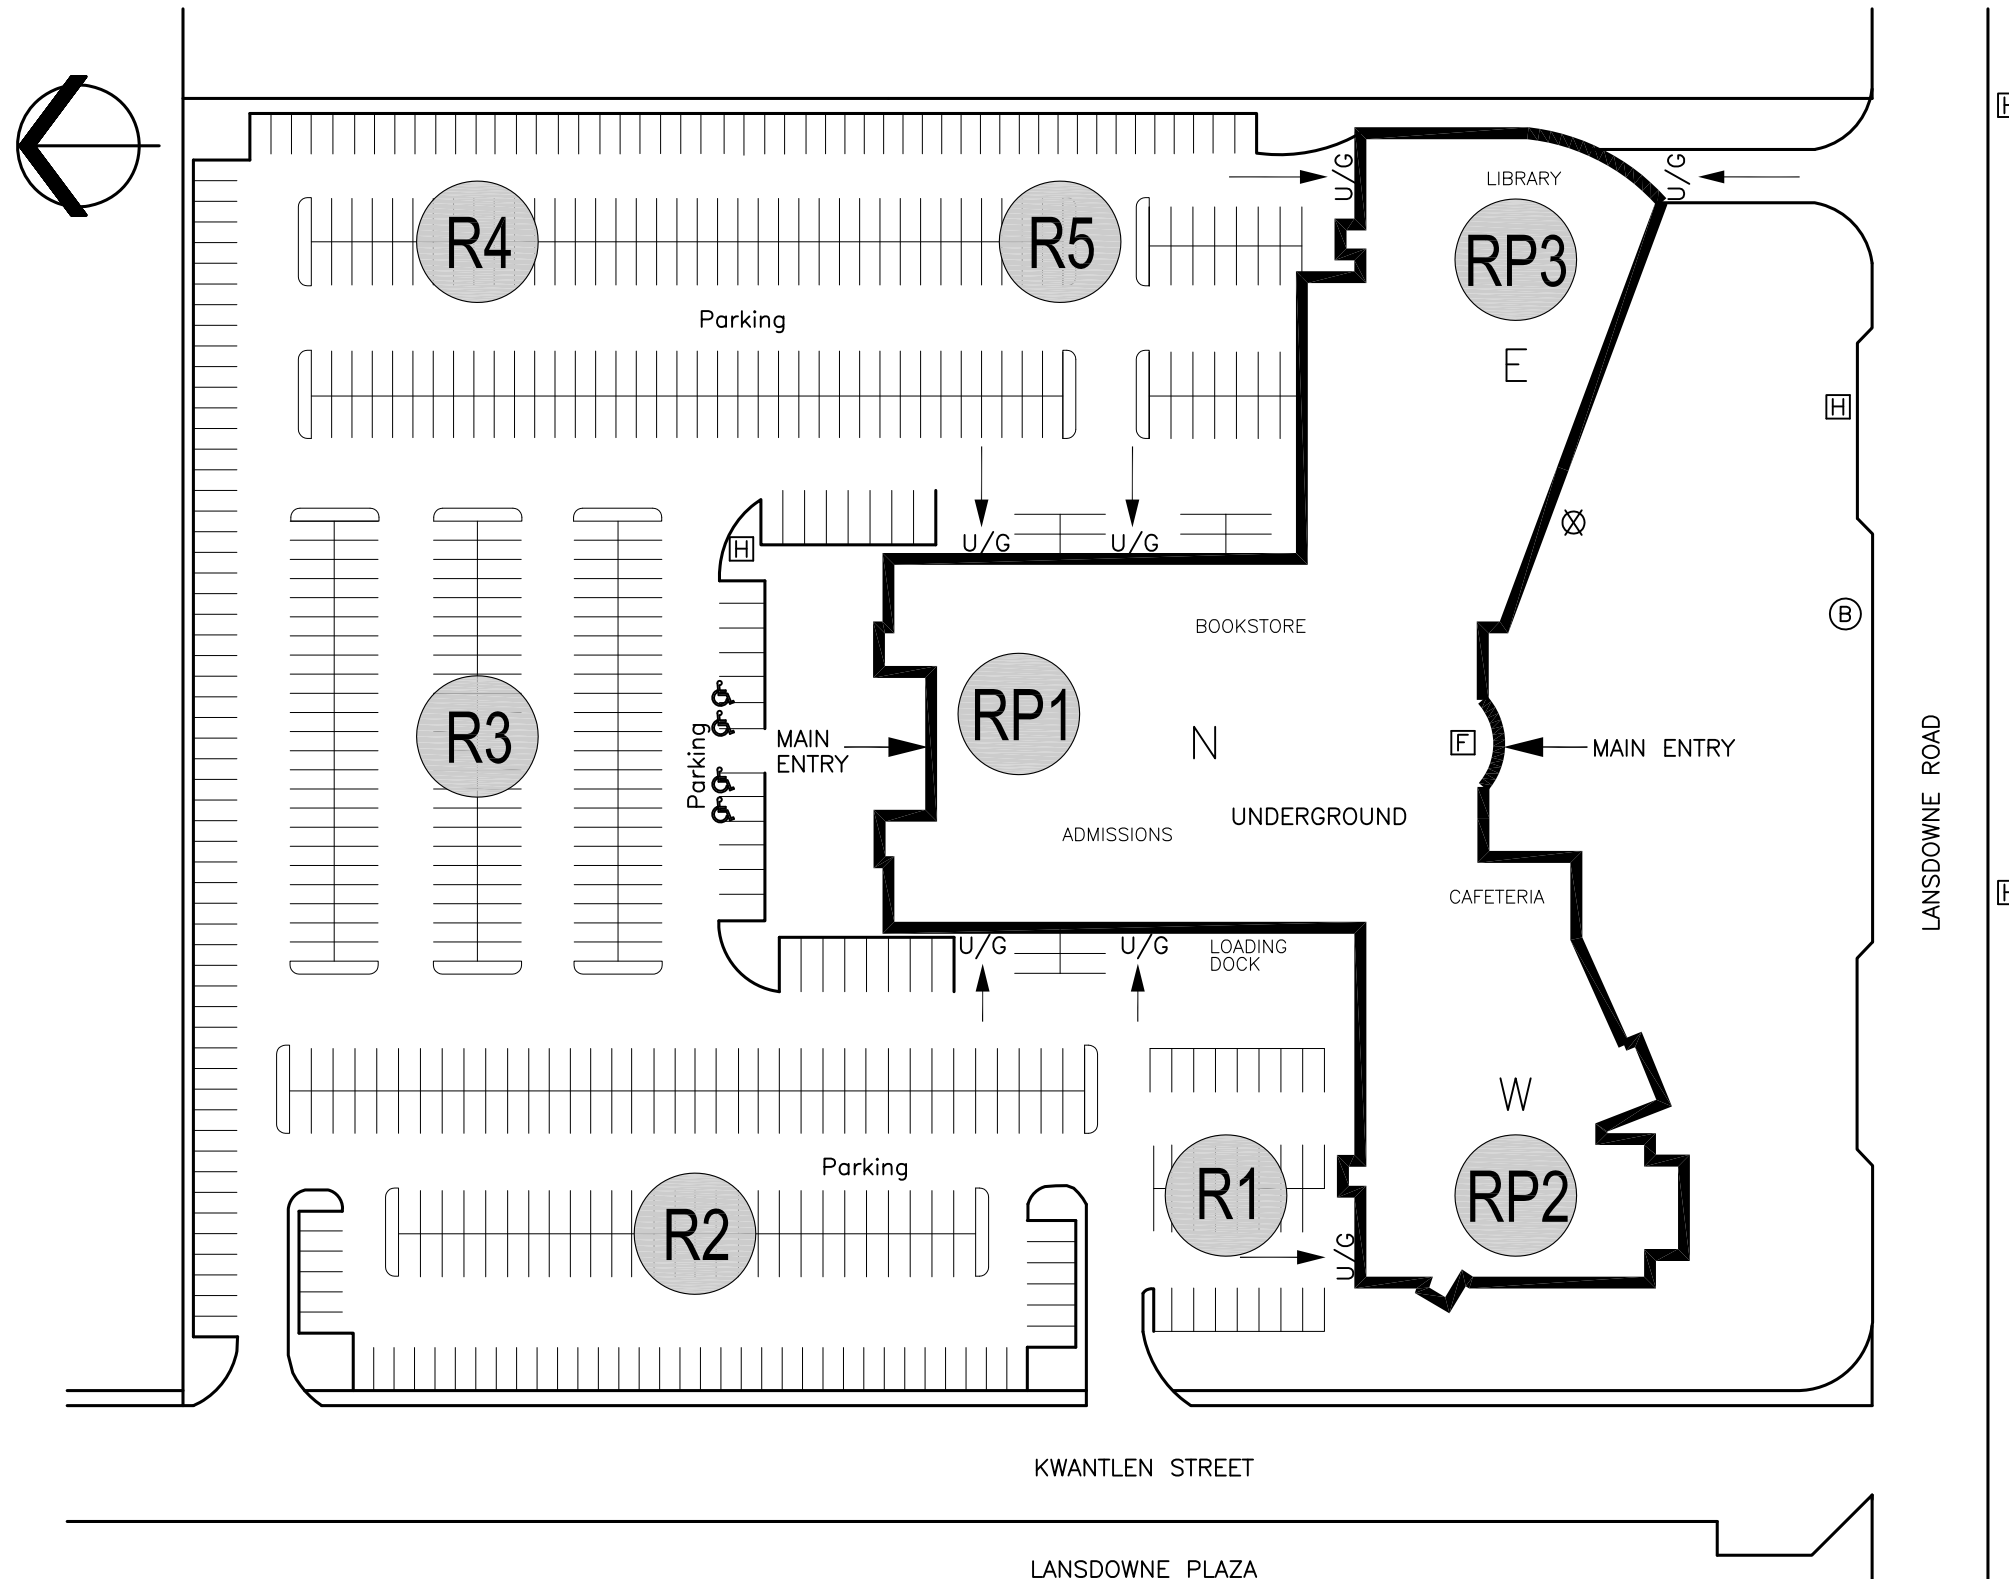 H
U/G
U/G
LIBRARY
R4
R5
RP3
Parking
E
H
U/G
U/G
H
B
BOOKSTORE
R3
RP1
Parking
MAIN
ENTRY
N
F
MAIN ENTRY
LANSDOWNE ROAD
UNDERGROUND
ADMISSIONS
CAFETERIA
H
U/G
U/G
LOADING
DOCK
W
Parking
R2
R1
RP2
U/G
KWANTLEN STREET
LANSDOWNE PLAZA